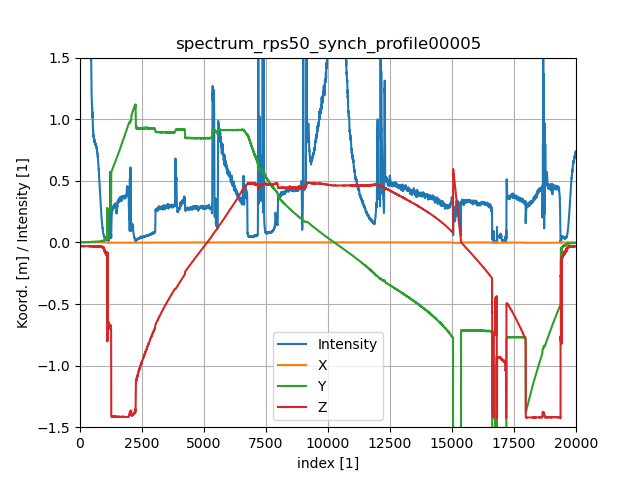 spectrum_rps50_synch_profile00005
Koord. [m] / Intensity [1]
1.5
1.0
0.5
0.0
−0.5
−1.0
−1.5
Intensity
X
Y
Z
0 2500 5000 7500 10000 12500 15000 17500 20000
index [1]